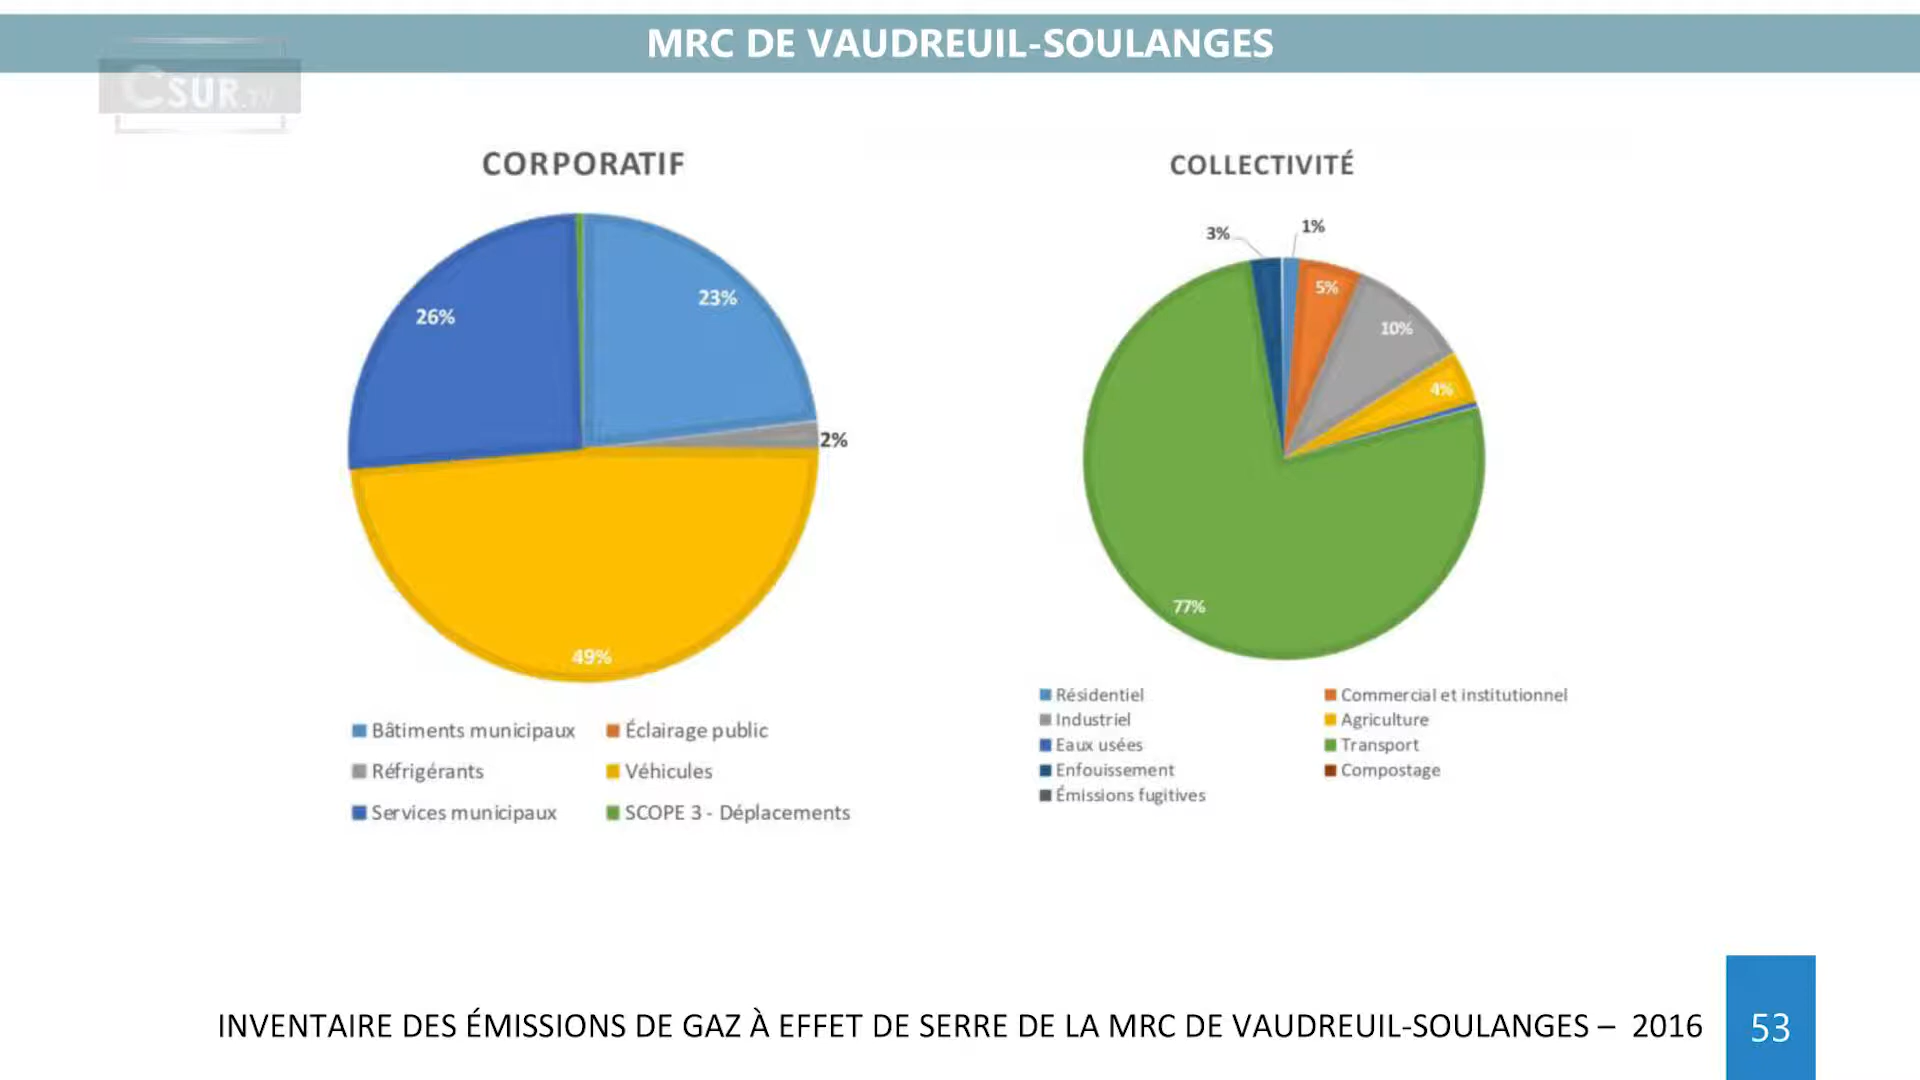 MRC DE VAUDREUIL-SOULANGES
CSUR.TV
CORPORATIF
26%
23%
2%
49%
Bâtiments municipaux
Éclairage public
Réfrigérants
Véhicules
Services municipaux
SCOPE 3 - Déplacements
COLLECTIVITÉ
3%
1%
5%
10%
4%
77%
Résidentiel
Commercial et institutionnel
Industriel
Agriculture
Eaux usées
Transport
Enfouissement
Compostage
Émissions fugitives
INVENTAIRE DES ÉMISSIONS DE GAZ À EFFET DE SERRE DE LA MRC DE VAUDREUIL-SOULANGES – 2016
53